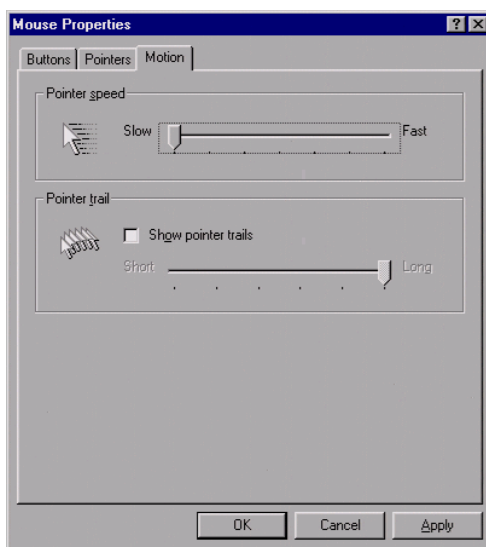 Mouse Properties
Buttons Pointers Motion
Pointer speed
Slow Fast
Pointer trail
Show pointer trails
Short Long
OK Cancel Apply